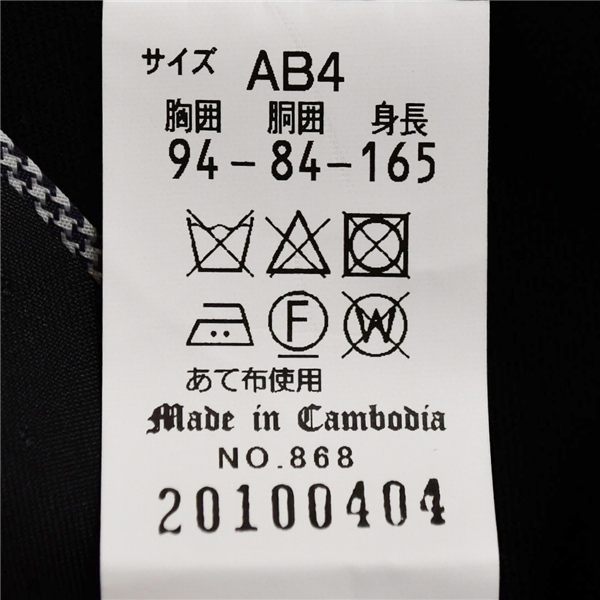 サイズ AB4
胸囲 胴囲 身長
94-84-165
F W
あて布使用
Made in Cambodia
NO.868
20100404